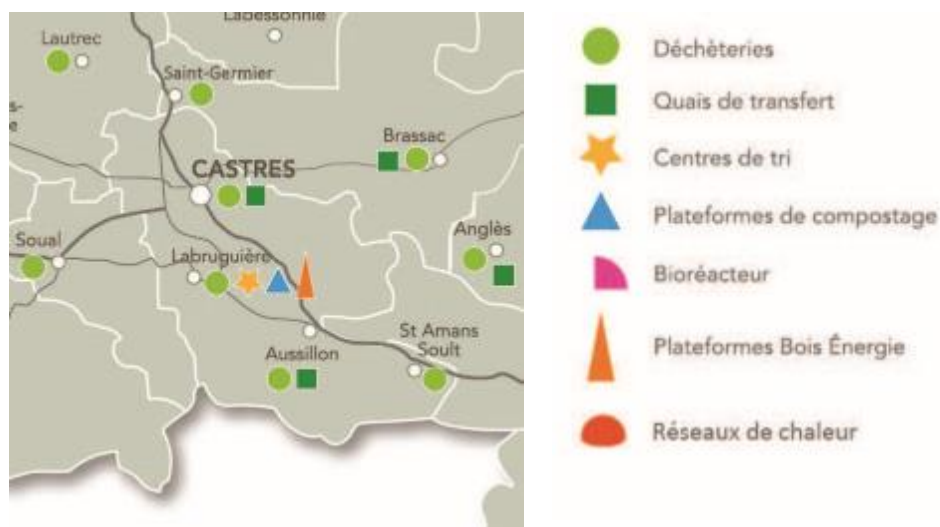 Labessonnié
Lautrec
Saint-Germier
s-
e
Brassac
CASTRES
Anglès
Soual
Labruguière
St Amans
Soult
Aussillon
Déchèteries
Quais de transfert
Centres de tri
Plateformes de compostage
Bioréacteur
Plateformes Bois Énergie
Réseaux de chaleur